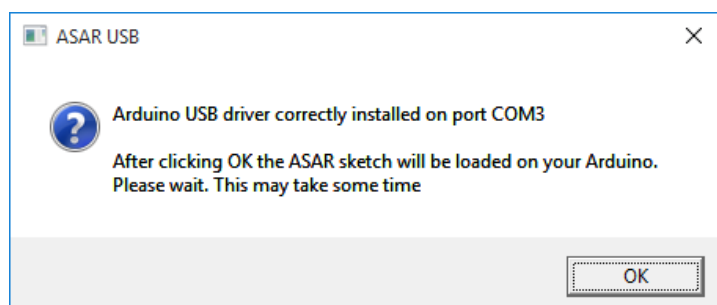 ASAR USB
Arduino USB driver correctly installed on port COM3
After clicking OK the ASAR sketch will be loaded on your Arduino.
Please wait. This may take some time
OK